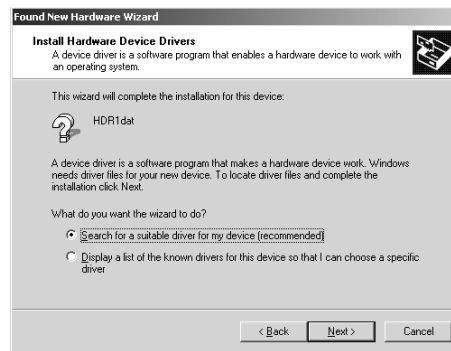 Found New Hardware Wizard
Install Hardware Device Drivers
A device driver is a software program that enables a hardware device to work with
an operating system.
This wizard will complete the installation for this device:
HDR1dat
A device driver is a software program that makes a hardware device work. Windows
needs driver files for your new device. To locate driver files and complete the
installation click Next.
What do you want the wizard to do?
Search for a suitable driver for my device (recommended)
Display a list of the known drivers for this device so that I can choose a specific
driver
< Back Next > Cancel